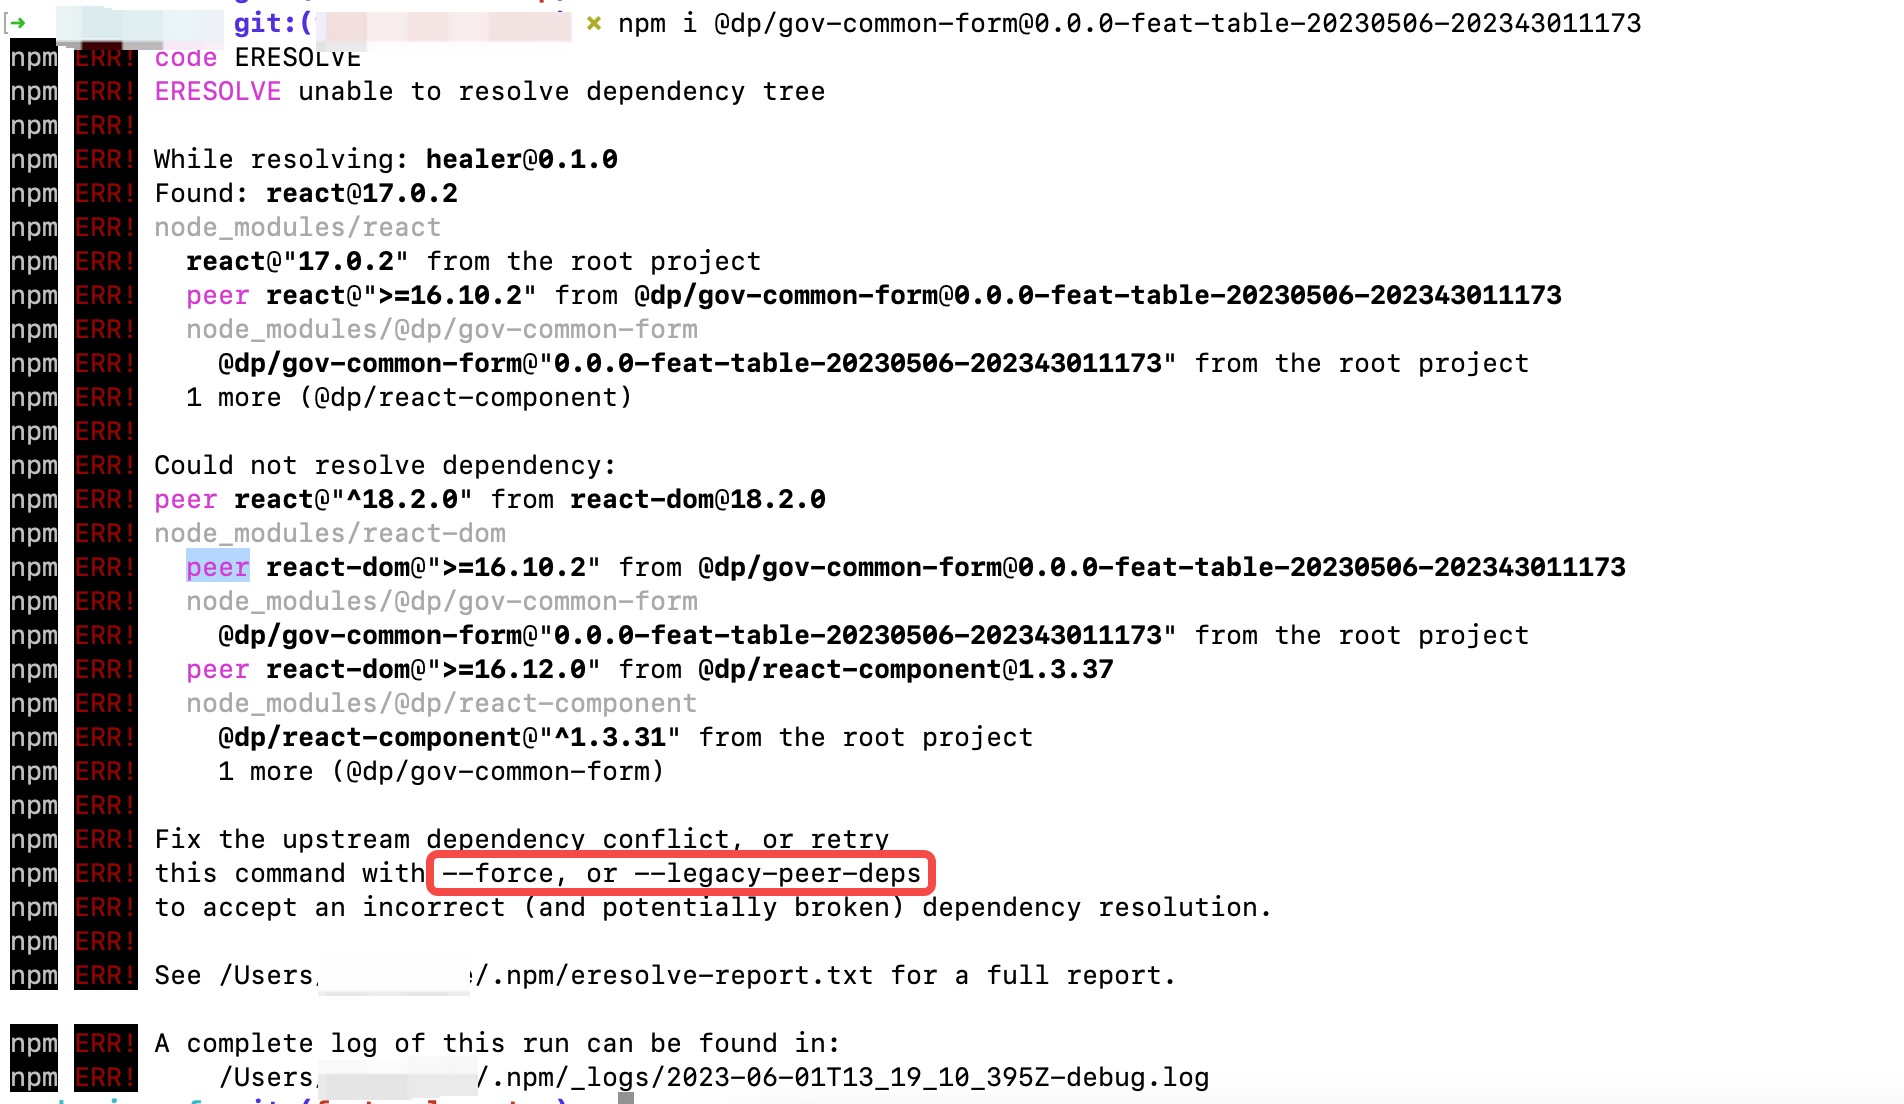 ➜ git:( × npm i @dp/gov-common-form@0.0.0-feat-table-20230506-202343011173
npm ERR! code ERESOLVE
npm ERR! ERESOLVE unable to resolve dependency tree
npm ERR!
npm ERR! While resolving: healer@0.1.0
npm ERR! Found: react@17.0.2
npm ERR! node_modules/react
npm ERR!   react@"17.0.2" from the root project
npm ERR!   peer react@">=16.10.2" from @dp/gov-common-form@0.0.0-feat-table-20230506-202343011173
npm ERR!   node_modules/@dp/gov-common-form
npm ERR!     @dp/gov-common-form@"0.0.0-feat-table-20230506-202343011173" from the root project
npm ERR!   1 more (@dp/react-component)
npm ERR!
npm ERR! Could not resolve dependency:
npm ERR! peer react@"^18.2.0" from react-dom@18.2.0
npm ERR! node_modules/react-dom
npm ERR!   peer react-dom@">=16.10.2" from @dp/gov-common-form@0.0.0-feat-table-20230506-202343011173
npm ERR!   node_modules/@dp/gov-common-form
npm ERR!     @dp/gov-common-form@"0.0.0-feat-table-20230506-202343011173" from the root project
npm ERR!   peer react-dom@">=16.12.0" from @dp/react-component@1.3.37
npm ERR!   node_modules/@dp/react-component
npm ERR!     @dp/react-component@"^1.3.31" from the root project
npm ERR!     1 more (@dp/gov-common-form)
npm ERR!
npm ERR! Fix the upstream dependency conflict, or retry
npm ERR! this command with --force, or --legacy-peer-deps
npm ERR! to accept an incorrect (and potentially broken) dependency resolution.
npm ERR!
npm ERR! See /Users/ /.npm/eresolve-report.txt for a full report.
npm ERR! A complete log of this run can be found in:
npm ERR!     /Users/ /.npm/_logs/2023-06-01T13_19_10_395Z-debug.log